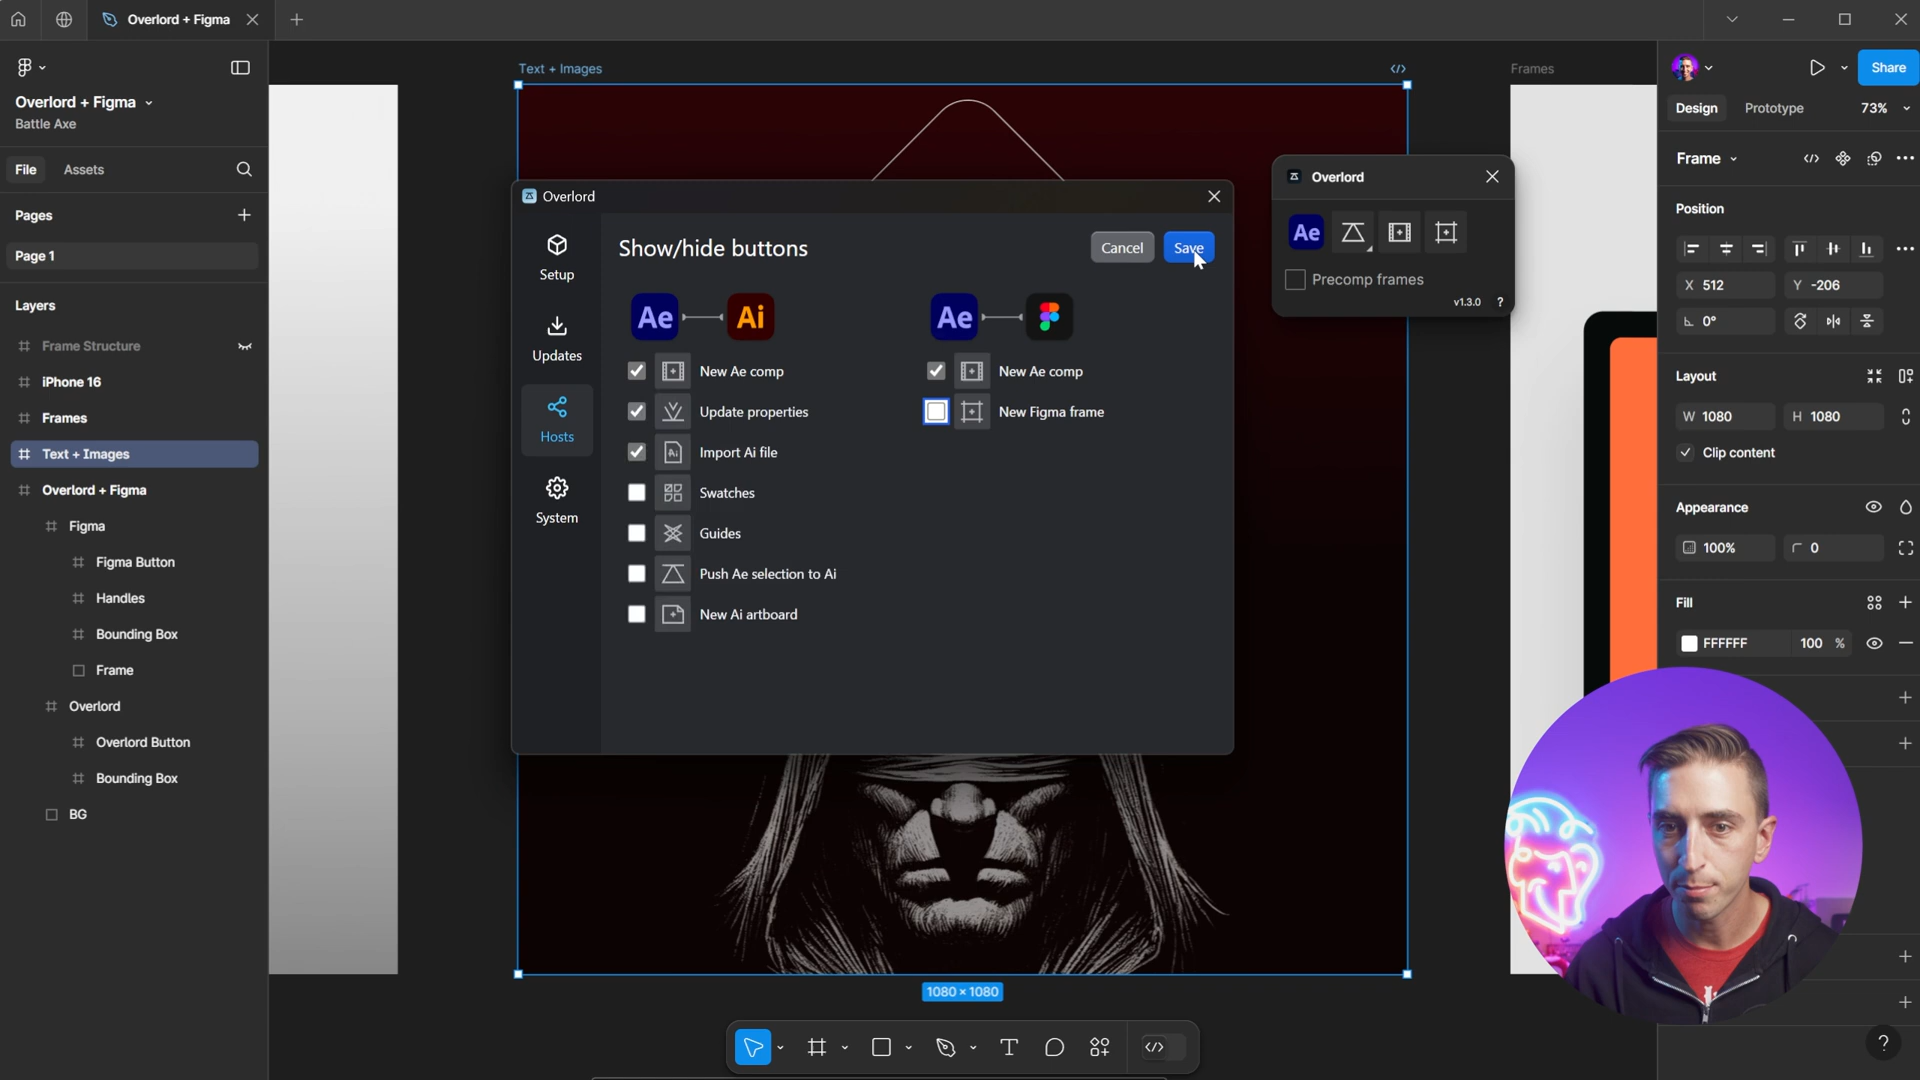 Overlord + Figma
Overlord + Figma
Battle Axe
File
Assets
Pages
Page 1
Layers
Frame Structure
iPhone 16
Frames
Text + Images
Overlord + Figma
Figma
Figma Button
Handles
Bounding Box
Frame
Overlord
Overlord Button
Bounding Box
BG
Text + Images
Frames
Overlord
Setup
Updates
Hosts
System
Show/hide buttons
Cancel
Save
Ae
Ai
New Ae comp
Update properties
Import Ai file
Swatches
Guides
Push Ae selection to Ai
New Ai artboard
Ae
New Ae comp
New Figma frame
Overlord
Ae
Precomp frames
v1.3.0 ?
1080 × 1080
Share
Design
Prototype
73%
Frame
Position
X 512
Y -206
0°
Layout
W 1080
H 1080
Clip content
Appearance
100%
0
Fill
FFFFFF
100 %
?